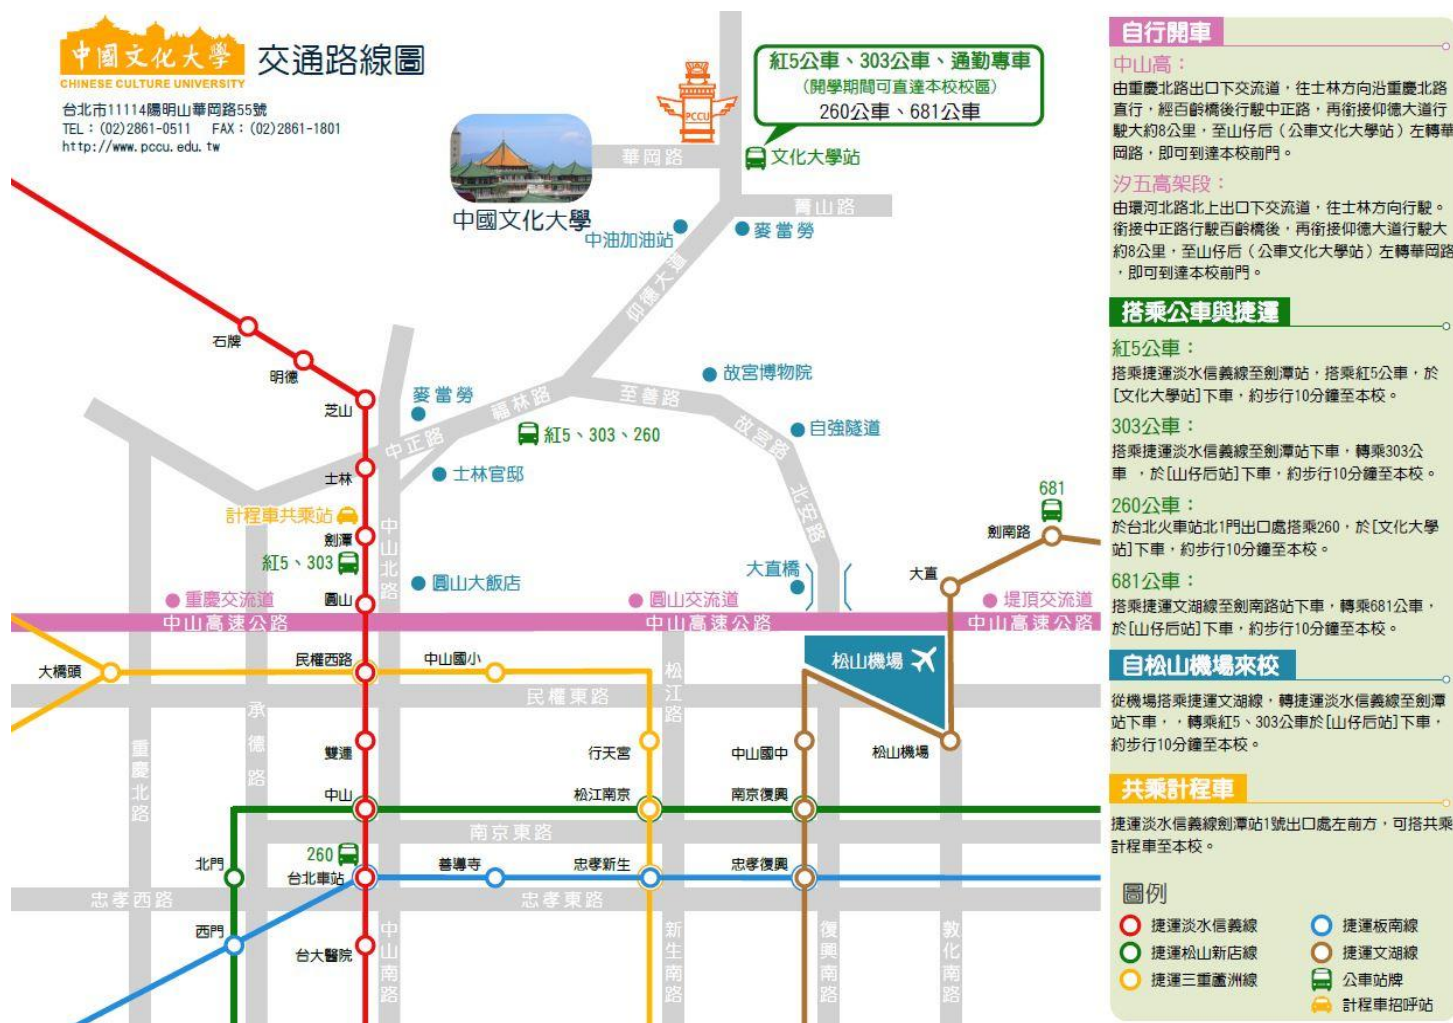 中國文化大學
CHINESE CULTURE UNIVERSITY
交通路線圖
台北市11114陽明山華岡路55號
TEL：(02)2861-0511 FAX：(02)2861-1801
http://www.pccu.edu.tw
PCCU
紅5公車、303公車、通勤專車
(開學期間可直達本校校區)
260公車、681公車
華岡路
文化大學站
中國文化大學
菁山路
中油加油站
麥當勞
仰德大道
石牌
明德
芝山
麥當勞
福林路
至善路
故宮博物院
中正路
紅5、303、260
故宮路
自強隧道
士林
士林官邸
北安路
計程車共乘站
劍潭
中山北路
681
劍南路
紅5、303
圓山大飯店
大直橋
大直
重慶交流道
圓山
圓山交流道
堤頂交流道
中山高速公路
中山高速公路
中山高速公路
大橋頭
民權西路
中山國小
松江路
松山機場
民權東路
承德路
重慶北路
雙連
行天宮
中山國中
松山機場
中山
松江南京
南京復興
南京東路
260
北門
台北車站
善導寺
忠孝新生
忠孝復興
忠孝西路
忠孝東路
西門
台大醫院
中山南路
新生南路
復興南路
敦化南路
自行開車
中山高：
由重慶北路出口下交流道，往士林方向沿重慶北路
直行，經百齡橋後行駛中正路，再銜接仰德大道行
駛大約8公里，至山仔后（公車文化大學站）左轉華
岡路，即可到達本校前門。
汐五高架段：
由環河北路北上出口下交流道，往士林方向行駛。
銜接中正路行駛百齡橋後，再銜接仰德大道行駛大
約8公里，至山仔后（公車文化大學站）左轉華岡路
，即可到達本校前門。
搭乘公車與捷運
紅5公車：
搭乘捷運淡水信義線至劍潭站，搭乘紅5公車，於
[文化大學站]下車，約步行10分鐘至本校。
303公車：
搭乘捷運淡水信義線至劍潭站下車，轉乘303公
車 ，於[山仔后站]下車，約步行10分鐘至本校。
260公車：
於台北火車站北1門出口處搭乘260，於[文化大學
站]下車，約步行10分鐘至本校。
681公車：
搭乘捷運文湖線至劍南路站下車，轉乘681公車，
於[山仔后站]下車，約步行10分鐘至本校。
自松山機場來校
從機場搭乘捷運文湖線，轉捷運淡水信義線至劍潭
站下車，，轉乘紅5、303公車於[山仔后站]下車，
約步行10分鐘至本校。
共乘計程車
捷運淡水信義線劍潭站1號出口處左前方，可搭共乘
計程車至本校。
圖例
捷運淡水信義線
捷運板南線
捷運松山新店線
捷運文湖線
捷運三重蘆洲線
公車站牌
計程車招呼站